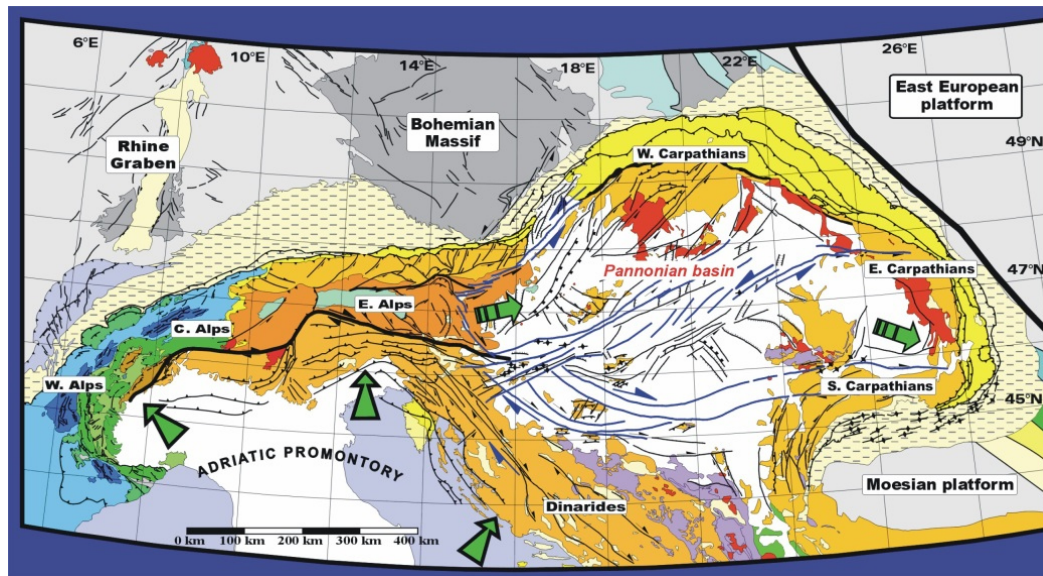 6°E
10°E
14°E
18°E
22°E
26°E
East European
platform
49°N
Rhine
Graben
Bohemian
Massif
W. Carpathians
Pannonian basin
E. Carpathians
47°N
E. Alps
C. Alps
W. Alps
S. Carpathians
45°N
ADRIATIC PROMONTORY
Dinarides
Moesian platform
0 km
100 km
200 km
300 km
400 km